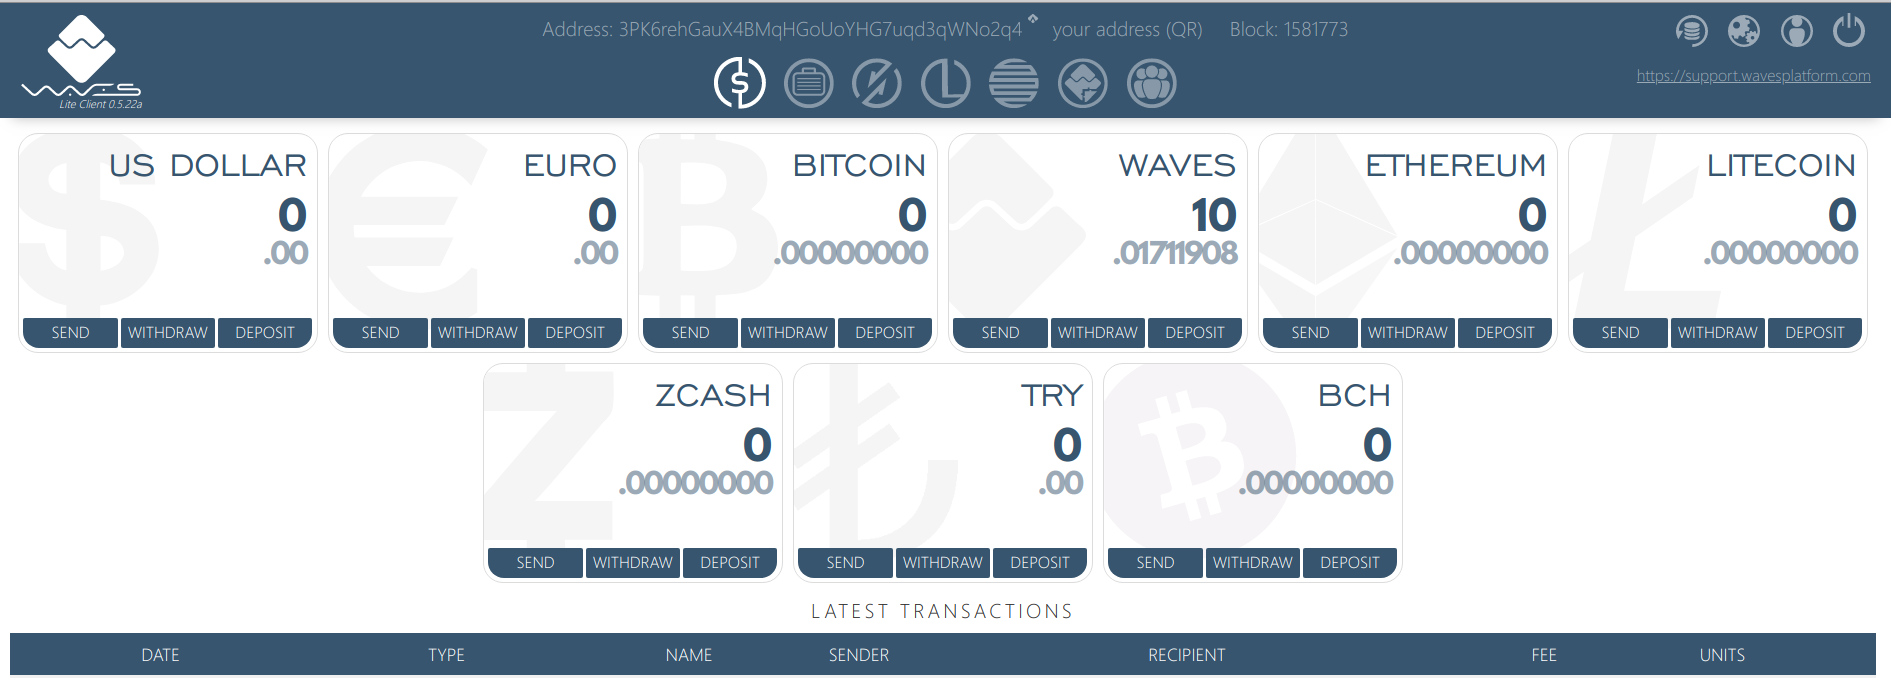 Address: 3PK6rehGauX4BMqHGoUoYHG7uqd3qWNo2q4 your address (QR) Block: 1581773
WAVES
Lite Client 0.5.22a
https://support.wavesplatform.com
US DOLLAR
0
.00
SEND WITHDRAW DEPOSIT
EURO
0
.00
SEND WITHDRAW DEPOSIT
BITCOIN
0
.00000000
SEND WITHDRAW DEPOSIT
WAVES
10
.01711908
SEND WITHDRAW DEPOSIT
ETHEREUM
0
.00000000
SEND WITHDRAW DEPOSIT
LITECOIN
0
.00000000
SEND WITHDRAW DEPOSIT
ZCASH
0
.00000000
SEND WITHDRAW DEPOSIT
TRY
0
.00
SEND WITHDRAW DEPOSIT
BCH
0
.00000000
SEND WITHDRAW DEPOSIT
LATEST TRANSACTIONS
DATE TYPE NAME SENDER RECIPIENT FEE UNITS